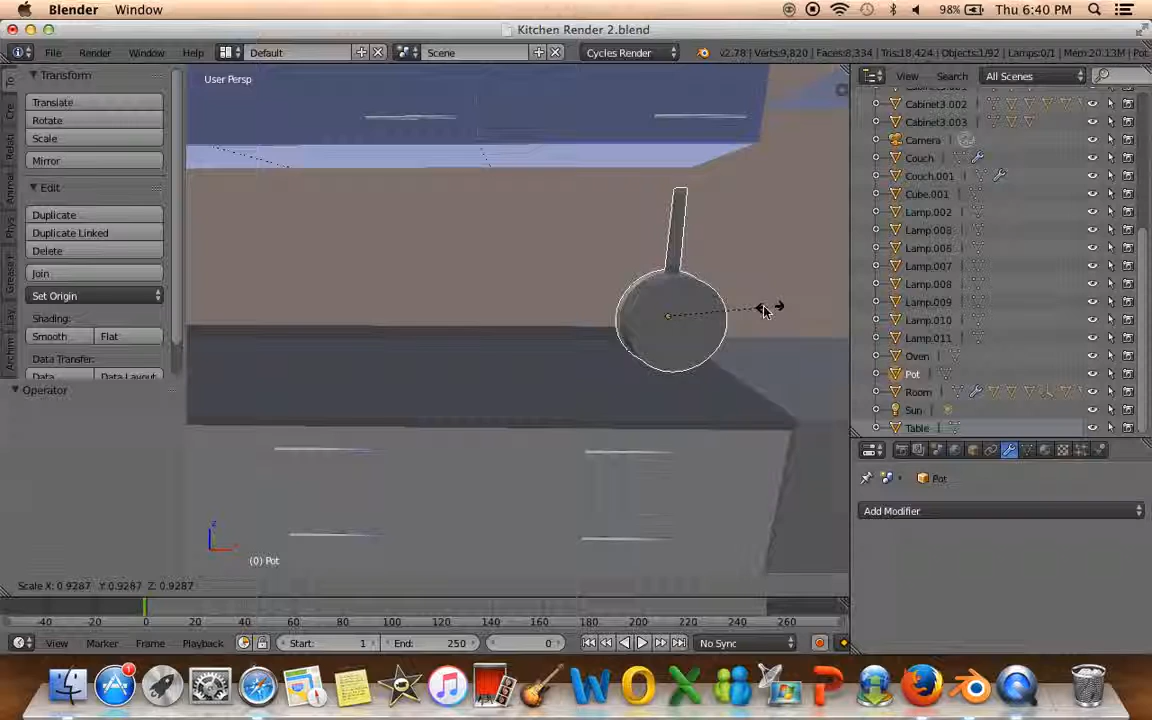 Blender Window 98% Thu 6:40 PM
Kitchen Render 2.blend
File Render Window Help Default Scene Cycles Render v2.78 | Verts:9,820 | Faces:8,334 | Tris:18,424 | Objects:1/92 | Lamps:0/1 | Mem:20.13M | Pot
Transform
User Persp
View Search All Scenes
Translate
Rotate
Scale
Mirror
Edit
Duplicate
Duplicate Linked
Delete
Join
Set Origin
Shading:
Smooth Flat
Data Transfer:
Data Data Layout
Operator
Cabinet3.001
Cabinet3.002
Cabinet3.003
Camera
Couch
Couch.001
Cube.001
Lamp.002
Lamp.007
Lamp.008
Lamp.009
Lamp.010
Lamp.011
Oven
Pot
Room
Sun
Table
Pot
Add Modifier
(0) Pot
Scale X: 0.9287 Y: 0.9287 Z: 0.9287
-40 -20 0 20 40 60 80 100 120 140 160 180 200 220 240 260
View Marker Frame Playback Start: 1 End: 250 0 No Sync